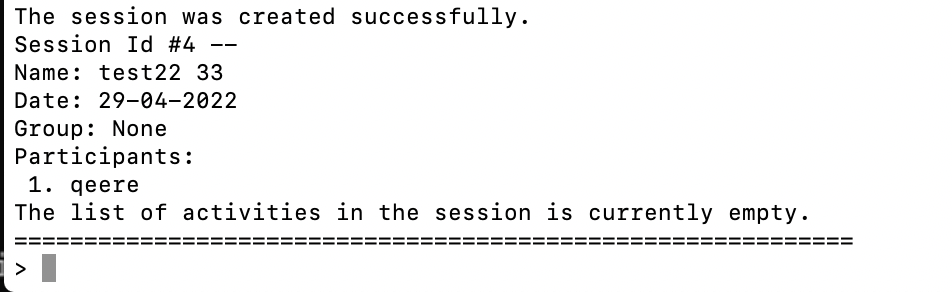 The session was created successfully.
Session Id #4 --
Name: test22 33
Date: 29-04-2022
Group: None
Participants:
 1. qeere
The list of activities in the session is currently empty.
=============================================================
>